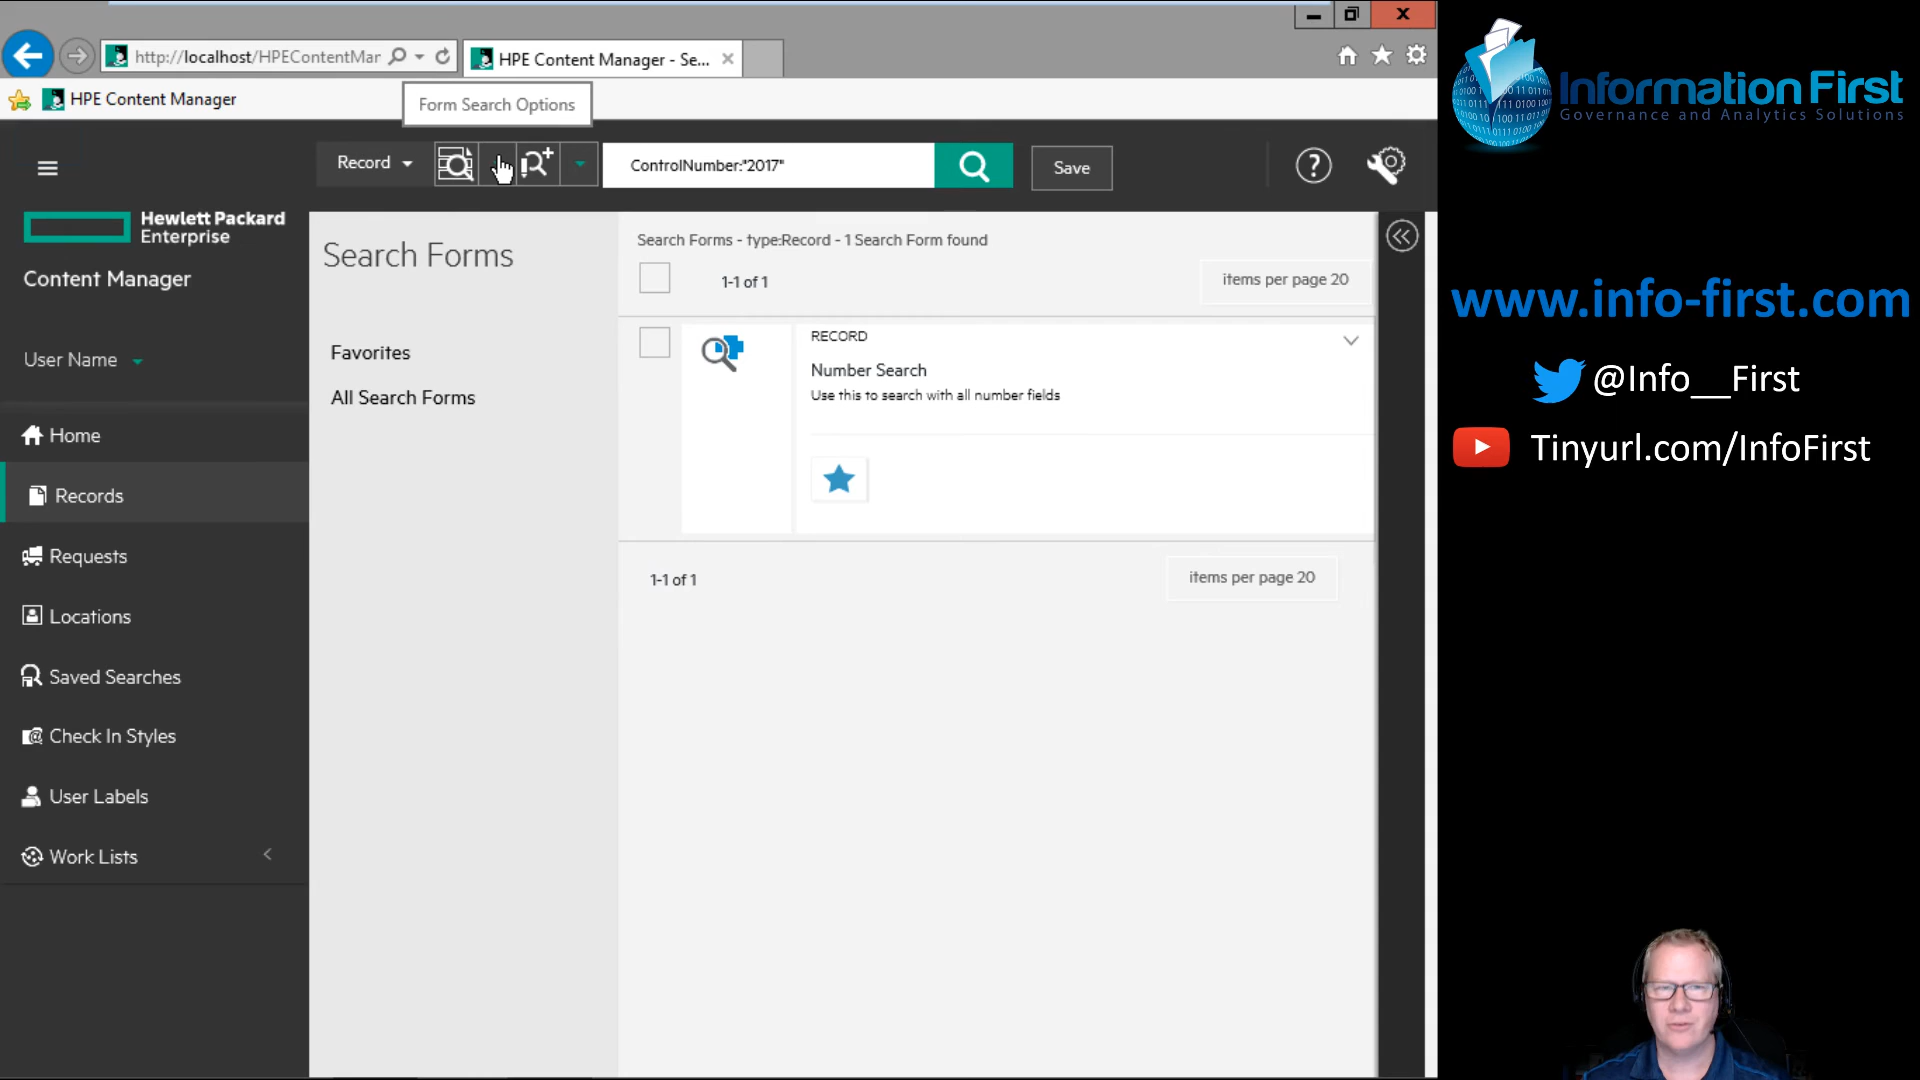 http://localhost/HPEContentMar
HPE Content Manager - Se...
HPE Content Manager
Form Search Options
Record
ControlNumber:"2017"
Save
Hewlett Packard
Enterprise
Content Manager
User Name
Home
Records
Requests
Locations
Saved Searches
Check In Styles
User Labels
Work Lists
Search Forms
Favorites
All Search Forms
Search Forms - type:Record - 1 Search Form found
1-1 of 1
items per page 20
RECORD
Number Search
Use this to search with all number fields
1-1 of 1
items per page 20
Information First
Governance and Analytics Solutions
www.info-first.com
@Info__First
Tinyurl.com/InfoFirst